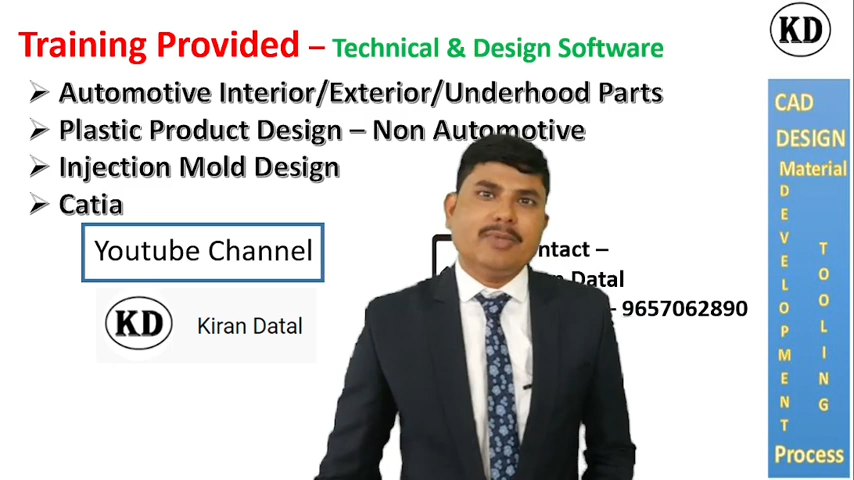 Training Provided – Technical & Design Software
KD
➢ Automotive Interior/Exterior/Underhood Parts
➢ Plastic Product Design – Non Automotive
➢ Injection Mold Design
➢ Catia
Youtube Channel
KD Kiran Datal
Datal
9657062890
CAD
DESIGN
Material
DEVELOPMENT
TOOLING
Process